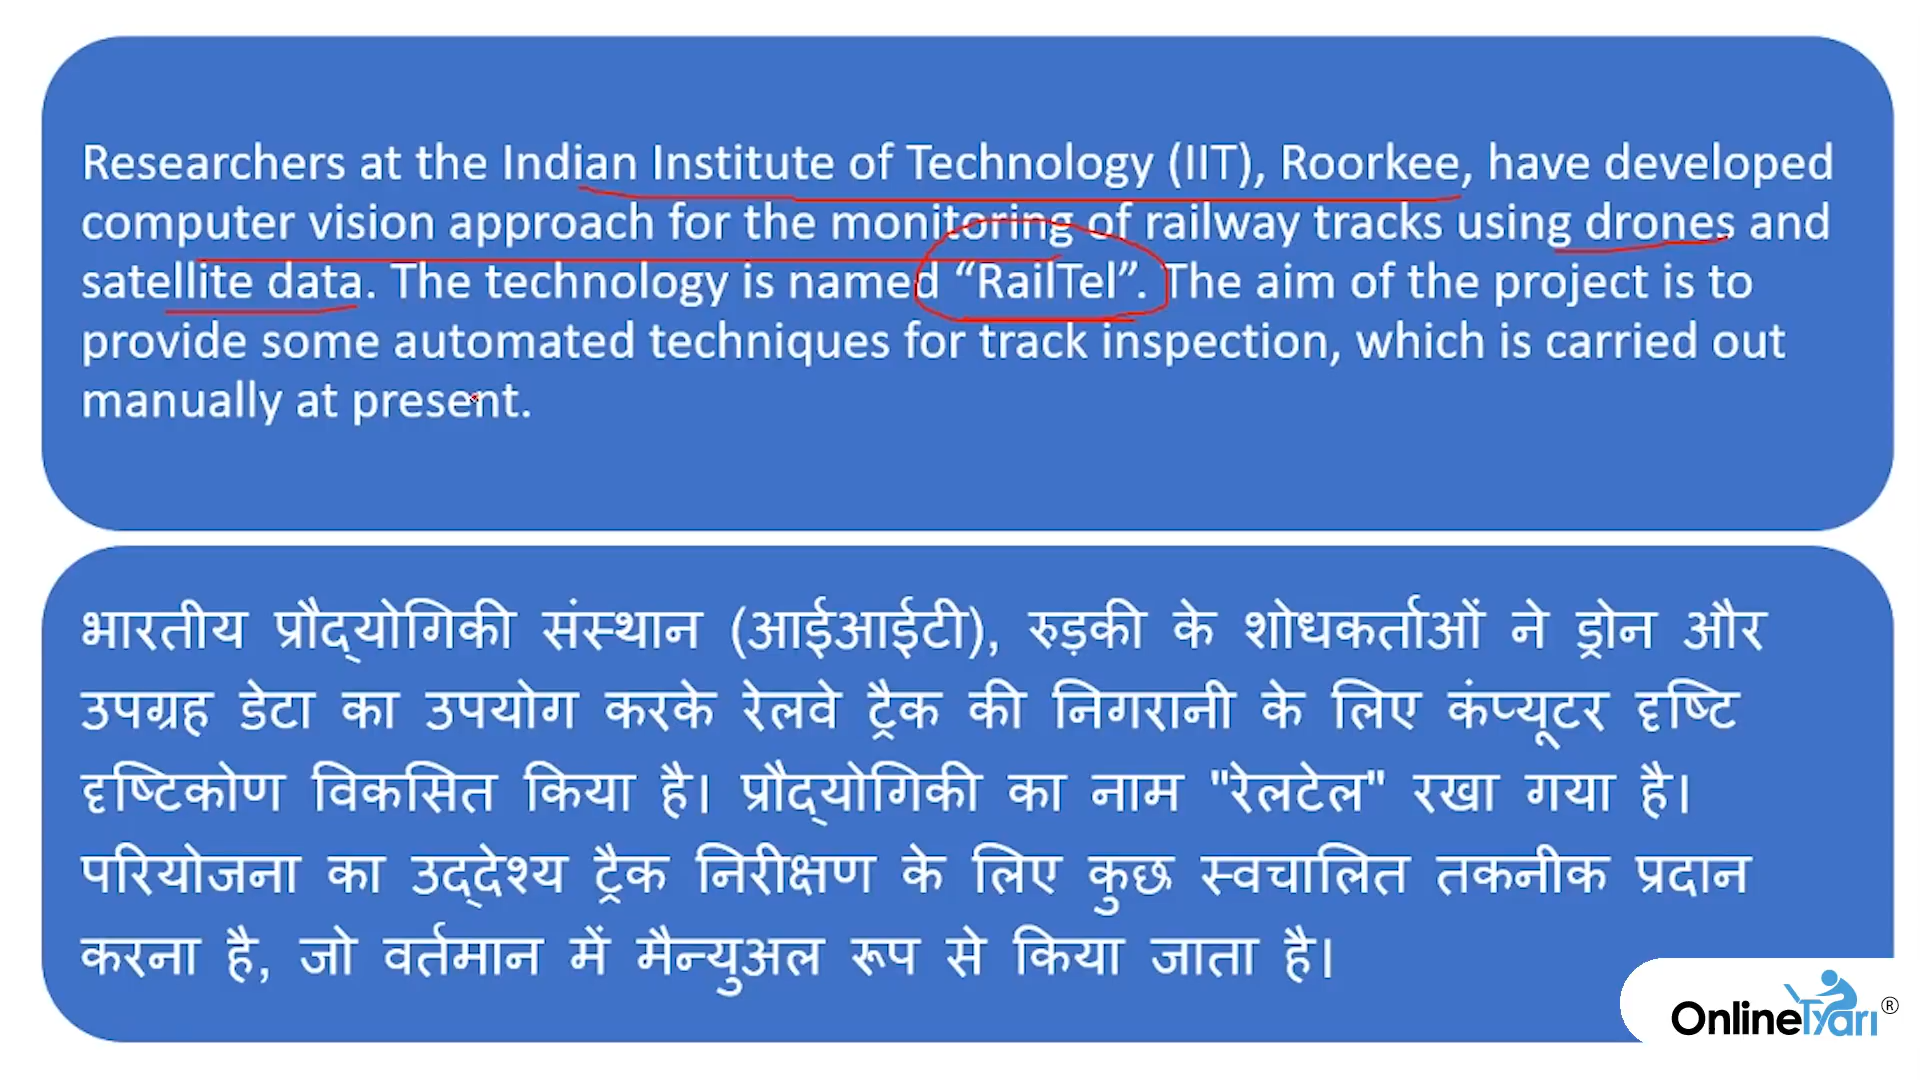 Researchers at the Indian Institute of Technology (IIT), Roorkee, have developed
computer vision approach for the monitoring of railway tracks using drones and
satellite data. The technology is named “RailTel”. The aim of the project is to
provide some automated techniques for track inspection, which is carried out
manually at present.
भारतीय प्रौद्योगिकी संस्थान (आईआईटी), रुड़की के शोधकर्ताओं ने ड्रोन और
उपग्रह डेटा का उपयोग करके रेलवे ट्रैक की निगरानी के लिए कंप्यूटर दृष्टि
दृष्टिकोण विकसित किया है। प्रौद्योगिकी का नाम "रेलटेल" रखा गया है।
परियोजना का उद्देश्य ट्रैक निरीक्षण के लिए कुछ स्वचालित तकनीक प्रदान
करना है, जो वर्तमान में मैन्युअल रूप से किया जाता है।
OnlineTyari ®